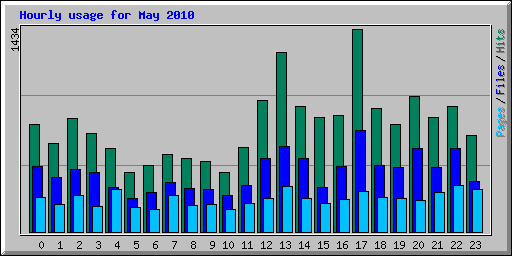 Hourly usage for May 2010
1434
Pages / Files / Hits
0 1 2 3 4 5 6 7 8 9 10 11 12 13 14 15 16 17 18 19 20 21 22 23